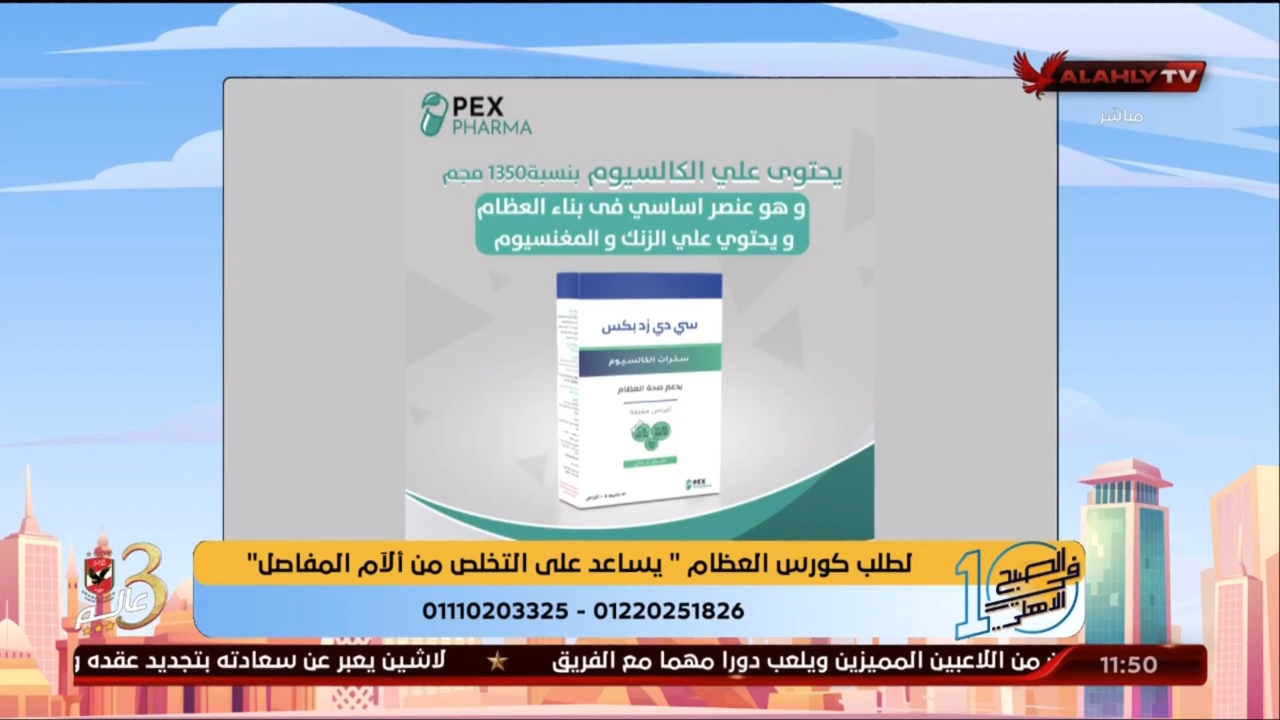 ALAHLY TV
مباشر
PEX
PHARMA
يحتوى علي الكالسيوم بنسبة1350 مجم
و هو عنصر اساسي فى بناء العظام
و يحتوي علي الزنك و المغنسيوم
سي دي زد بكس
سترات الكالسيوم
يدعم صحة العظام
أقراص مغلفة
PEX
PHARMA
لطلب كورس العظام " يساعد على التخلص من ألآم المفاصل"
01110203325 - 01220251826
10 الصبح في الاهلي
3 عالم
من اللاعبين المميزين ويلعب دورا مهما مع الفريق ★ لاشين يعبر عن سعادته بتجديد عقده و
11:50